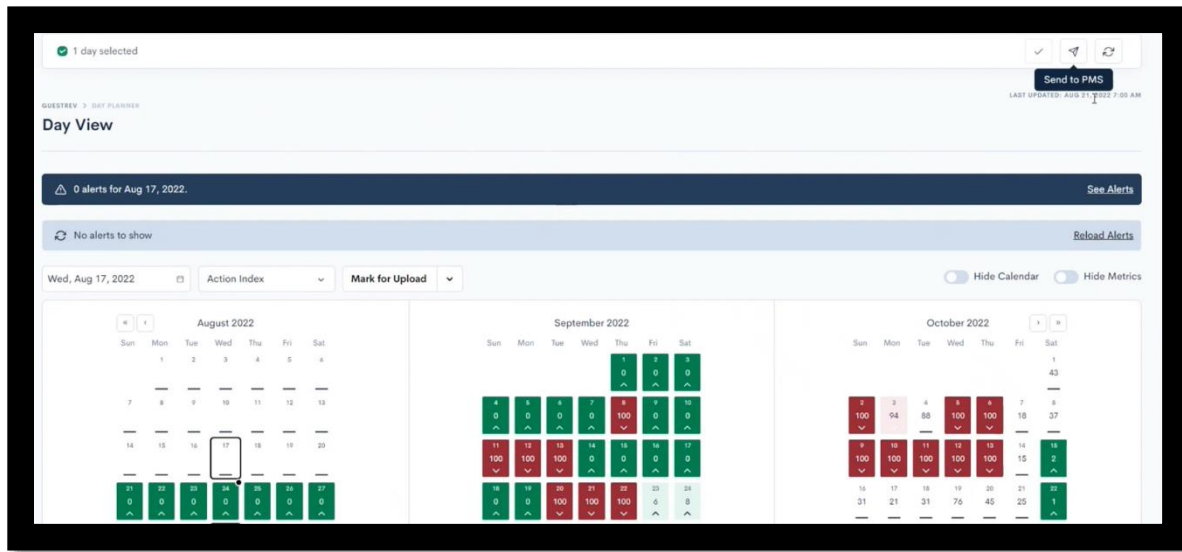 1 day selected
Send to PMS
LAST UPDATED: AUG 21, 2022 7:00 AM
GUESTREV > DAY PLANNER
Day View
0 alerts for Aug 17, 2022.
See Alerts
No alerts to show
Reload Alerts
Wed, Aug 17, 2022
Action Index
Mark for Upload
Hide Calendar
Hide Metrics
August 2022
Sun Mon Tue Wed Thu Fri Sat
1 2 3 4 5 6
7 8 9 10 11 12 13
14 15 16 17 18 19 20
21 22 23 24 25 26 27
0 0 0 0 0 0 0
September 2022
Sun Mon Tue Wed Thu Fri Sat
1 2 3
0 0 0
4 5 6 7 8 9 10
0 0 0 0 100 0 0
11 12 13 14 15 16 17
100 100 100 0 0 0 0
18 19 20 21 22 23 24
0 0 100 100 100 6 8
October 2022
Sun Mon Tue Wed Thu Fri Sat
1
43
2 3 4 5 6 7 8
100 94 88 100 100 18 37
9 10 11 12 13 14 15
100 100 100 100 100 15 2
16 17 18 19 20 21 22
31 21 31 76 45 25 1